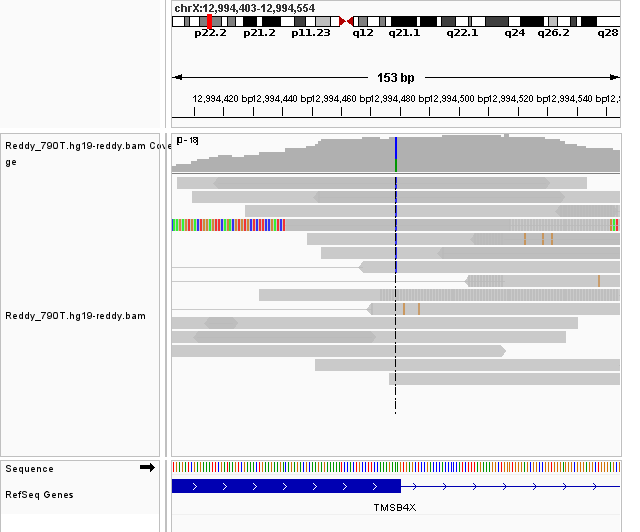 chrX:12,994,403-12,994,554
p22.2 p21.2 p11.23 q12 q21.1 q22.1 q24 q26.2 q28
153 bp
12,994,420 bp 12,994,440 bp 12,994,460 bp 12,994,480 bp 12,994,500 bp 12,994,520 bp 12,994,540 bp 12,
Reddy_790T.hg19-reddy.bam Cove
ge
[0 - 18]
Reddy_790T.hg19-reddy.bam
Sequence
RefSeq Genes
TMSB4X